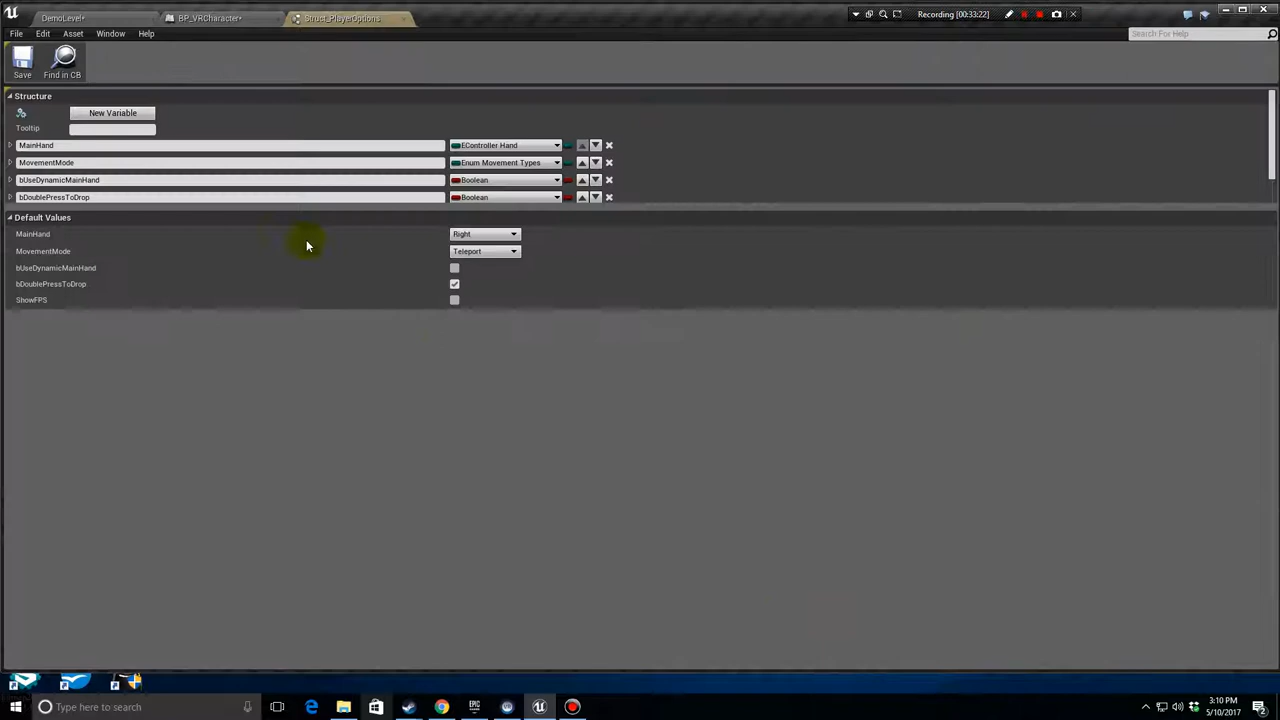 DemoLevel*
BP_VRCharacter*
Struct_PlayerOptions
Recording [00:33:22]
File Edit Asset Window Help
Search For Help
Save
Find in CB
Structure
New Variable
Tooltip
MainHand EController Hand
MovementMode Enum Movement Types
bUseDynamicMainHand Boolean
bDoublePressToDrop Boolean
Default Values
MainHand Right
MovementMode Teleport
bUseDynamicMainHand
bDoublePressToDrop
ShowFPS
Type here to search
EPIC
3:10 PM
5/10/2017
2